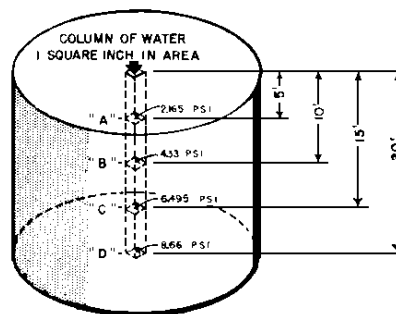 COLUMN OF WATER
1 SQUARE INCH IN AREA
"A"
2.165 PSI
5'
"B"
4.33 PSI
10'
"C"
6.495 PSI
15'
"D"
8.66 PSI
20'